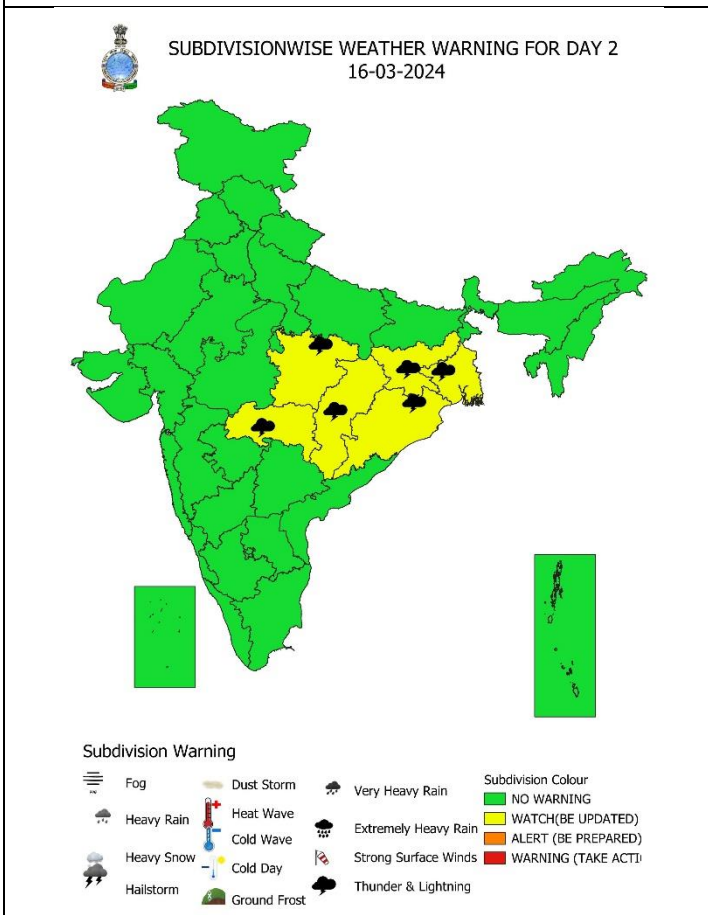 SUBDIVISIONWISE WEATHER WARNING FOR DAY 2
16-03-2024
Subdivision Warning
Fog
Heavy Rain
Heavy Snow
Hailstorm
Dust Storm
Heat Wave
Cold Wave
Cold Day
Ground Frost
Very Heavy Rain
Extremely Heavy Rain
Strong Surface Winds
Thunder & Lightning
Subdivision Colour
NO WARNING
WATCH(BE UPDATED)
ALERT (BE PREPARED)
WARNING (TAKE ACTI